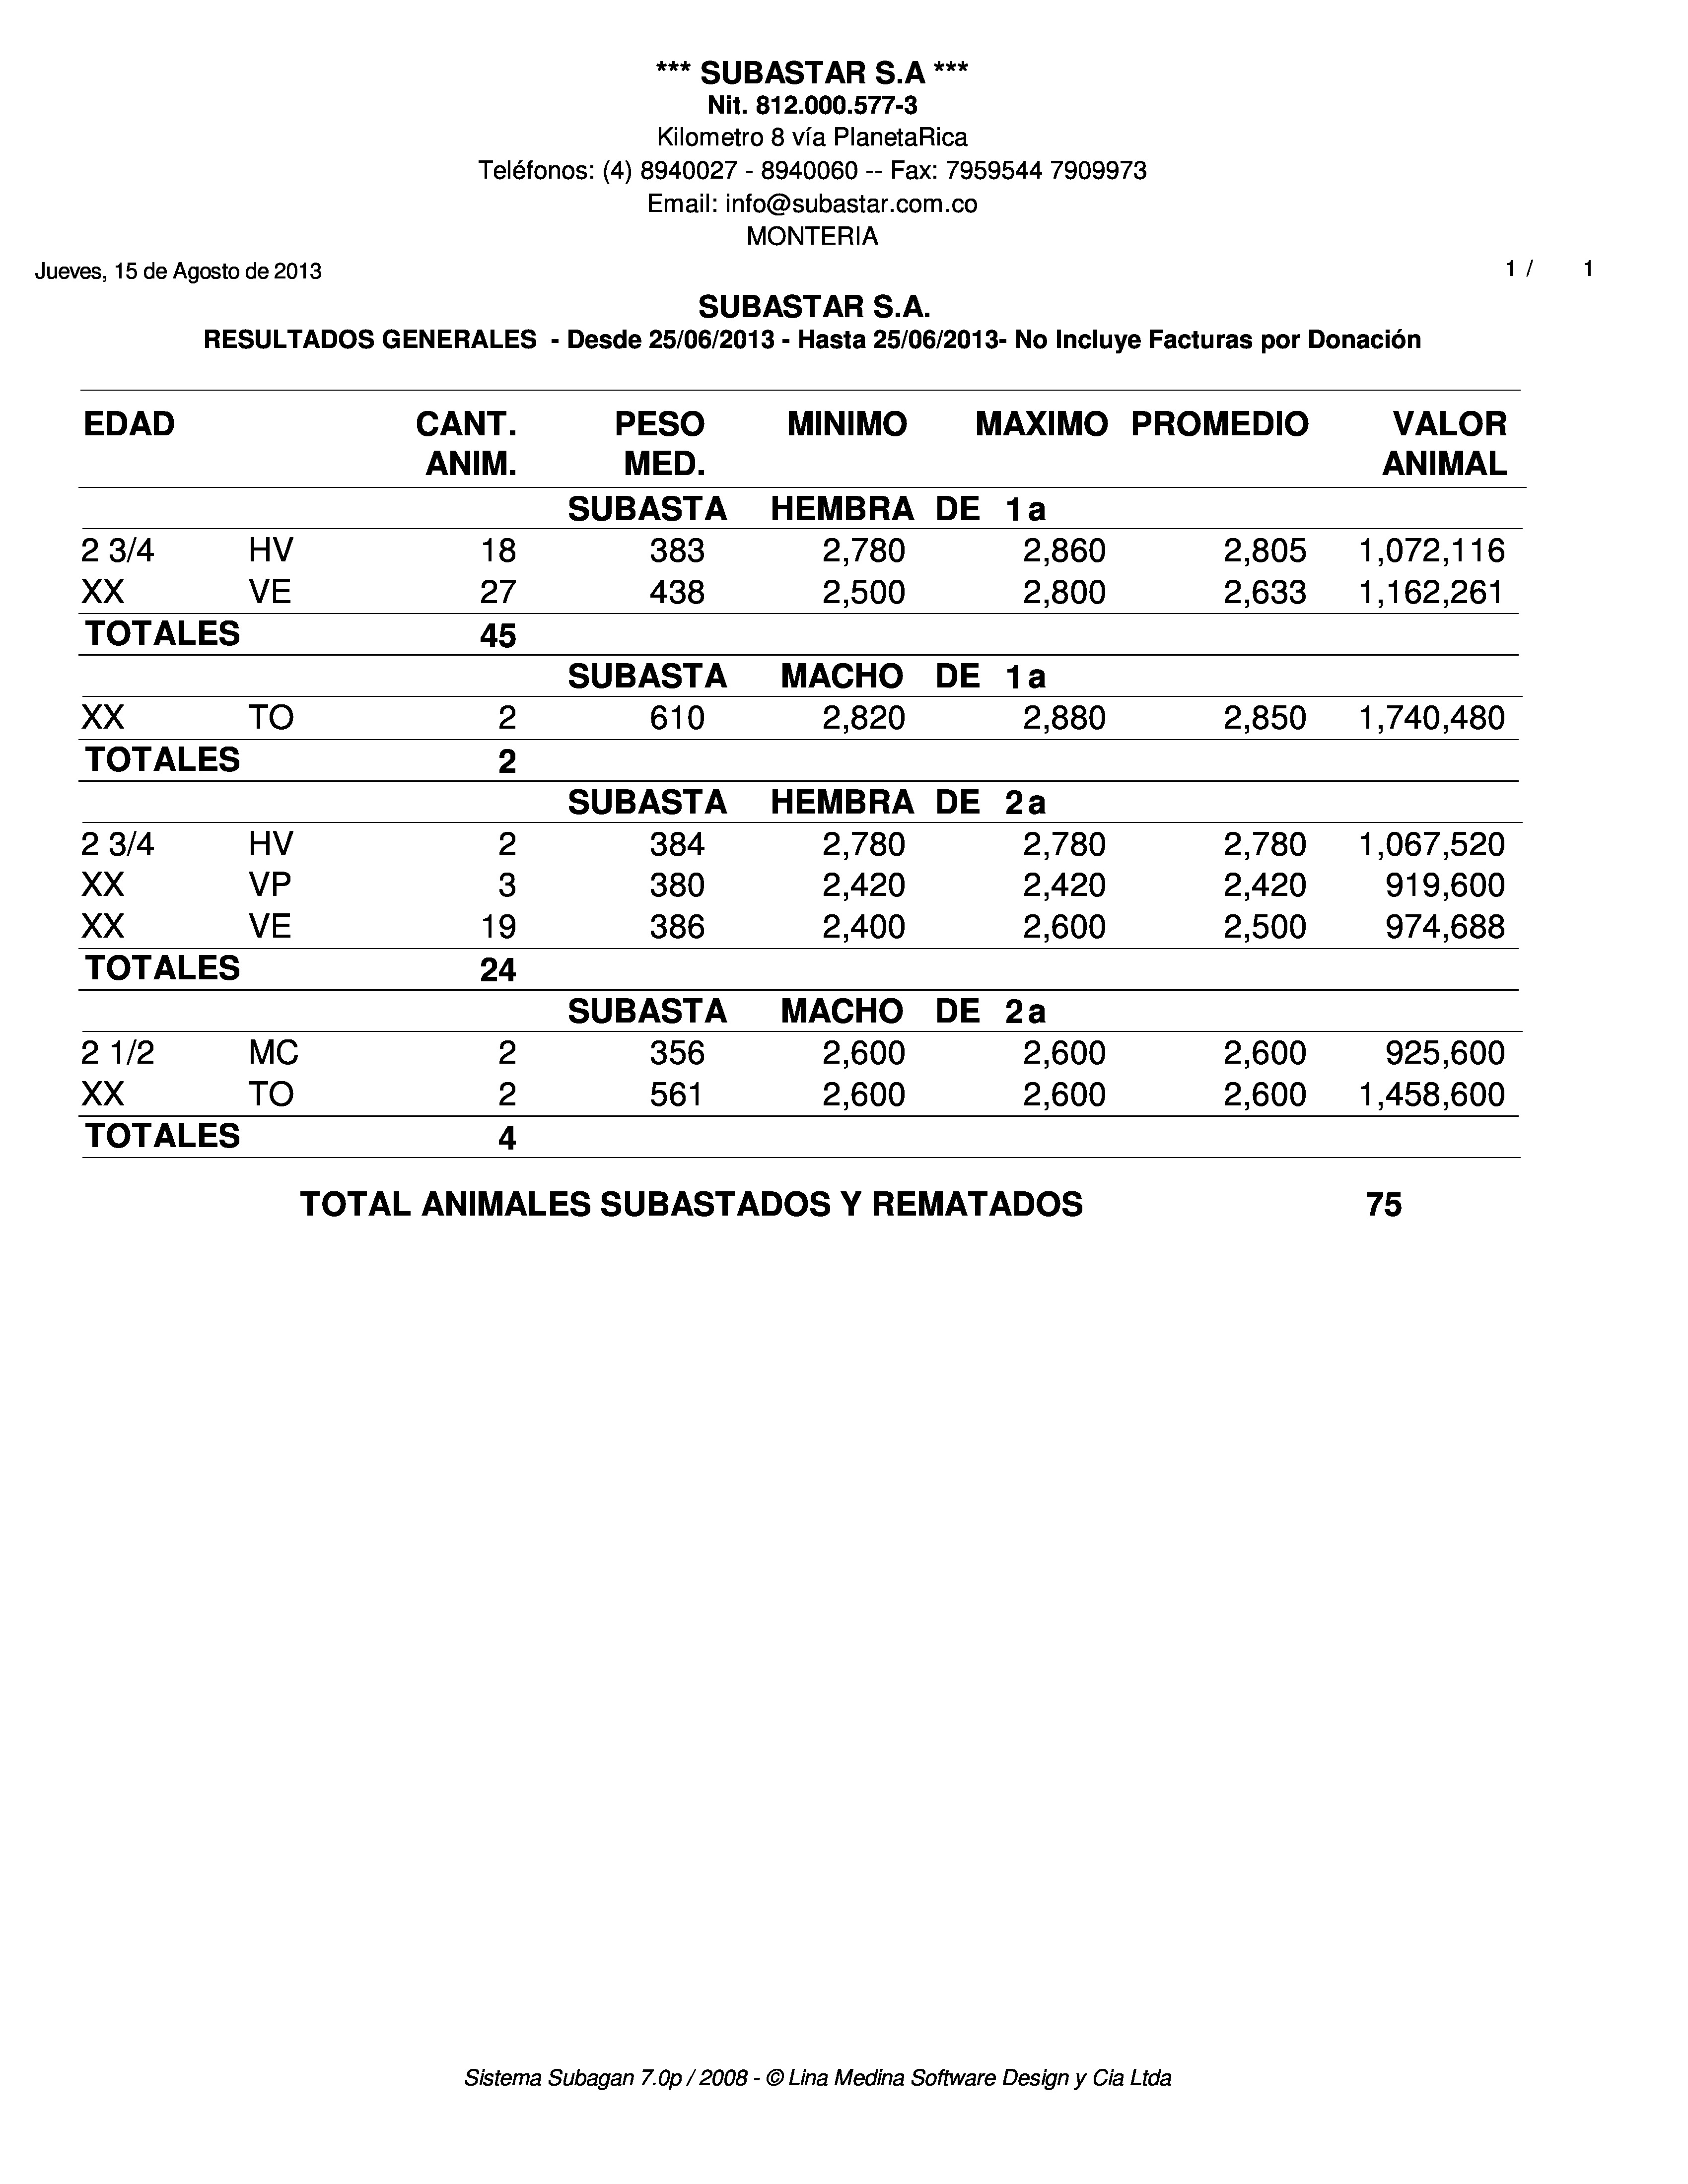 *** SUBASTAR S.A ***
Nit. 812.000.577-3
Kilometro 8 vía PlanetaRica
Teléfonos: (4) 8940027 - 8940060 -- Fax: 7959544 7909973
Email: info@subastar.com.co
MONTERIA
Jueves, 15 de Agosto de 2013 1 / 1
SUBASTAR S.A.
RESULTADOS GENERALES - Desde 25/06/2013 - Hasta 25/06/2013- No Incluye Facturas por Donación
EDAD CANT. PESO MINIMO MAXIMO PROMEDIO VALOR
ANIM. MED. ANIMAL
SUBASTA HEMBRA DE 1a
2 3/4 HV 18 383 2,780 2,860 2,805 1,072,116
XX VE 27 438 2,500 2,800 2,633 1,162,261
TOTALES 45
SUBASTA MACHO DE 1a
XX TO 2 610 2,820 2,880 2,850 1,740,480
TOTALES 2
SUBASTA HEMBRA DE 2a
2 3/4 HV 2 384 2,780 2,780 2,780 1,067,520
XX VP 3 380 2,420 2,420 2,420 919,600
XX VE 19 386 2,400 2,600 2,500 974,688
TOTALES 24
SUBASTA MACHO DE 2a
2 1/2 MC 2 356 2,600 2,600 2,600 925,600
XX TO 2 561 2,600 2,600 2,600 1,458,600
TOTALES 4
TOTAL ANIMALES SUBASTADOS Y REMATADOS 75
Sistema Subagan 7.0p / 2008 - © Lina Medina Software Design y Cia Ltda